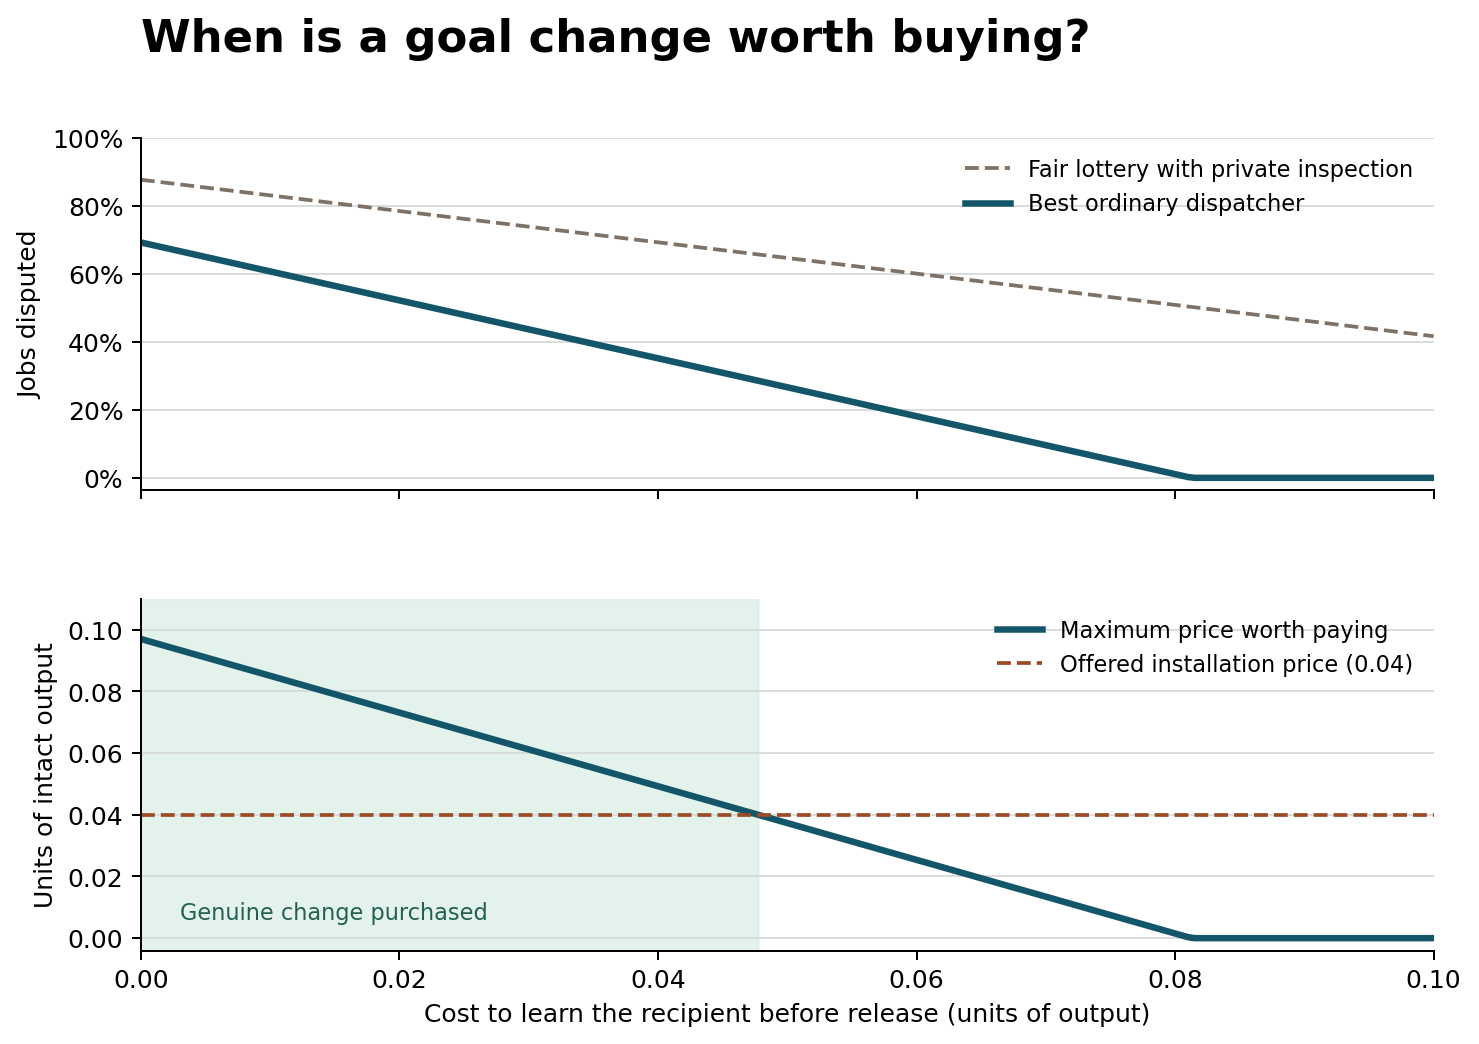 When is a goal change worth buying?
100%
80%
60%
40%
20%
0%
Jobs disputed
Fair lottery with private inspection
Best ordinary dispatcher
0.10
0.08
0.06
0.04
0.02
0.00
Units of intact output
Maximum price worth paying
Offered installation price (0.04)
Genuine change purchased
0.00 0.02 0.04 0.06 0.08 0.10
Cost to learn the recipient before release (units of output)